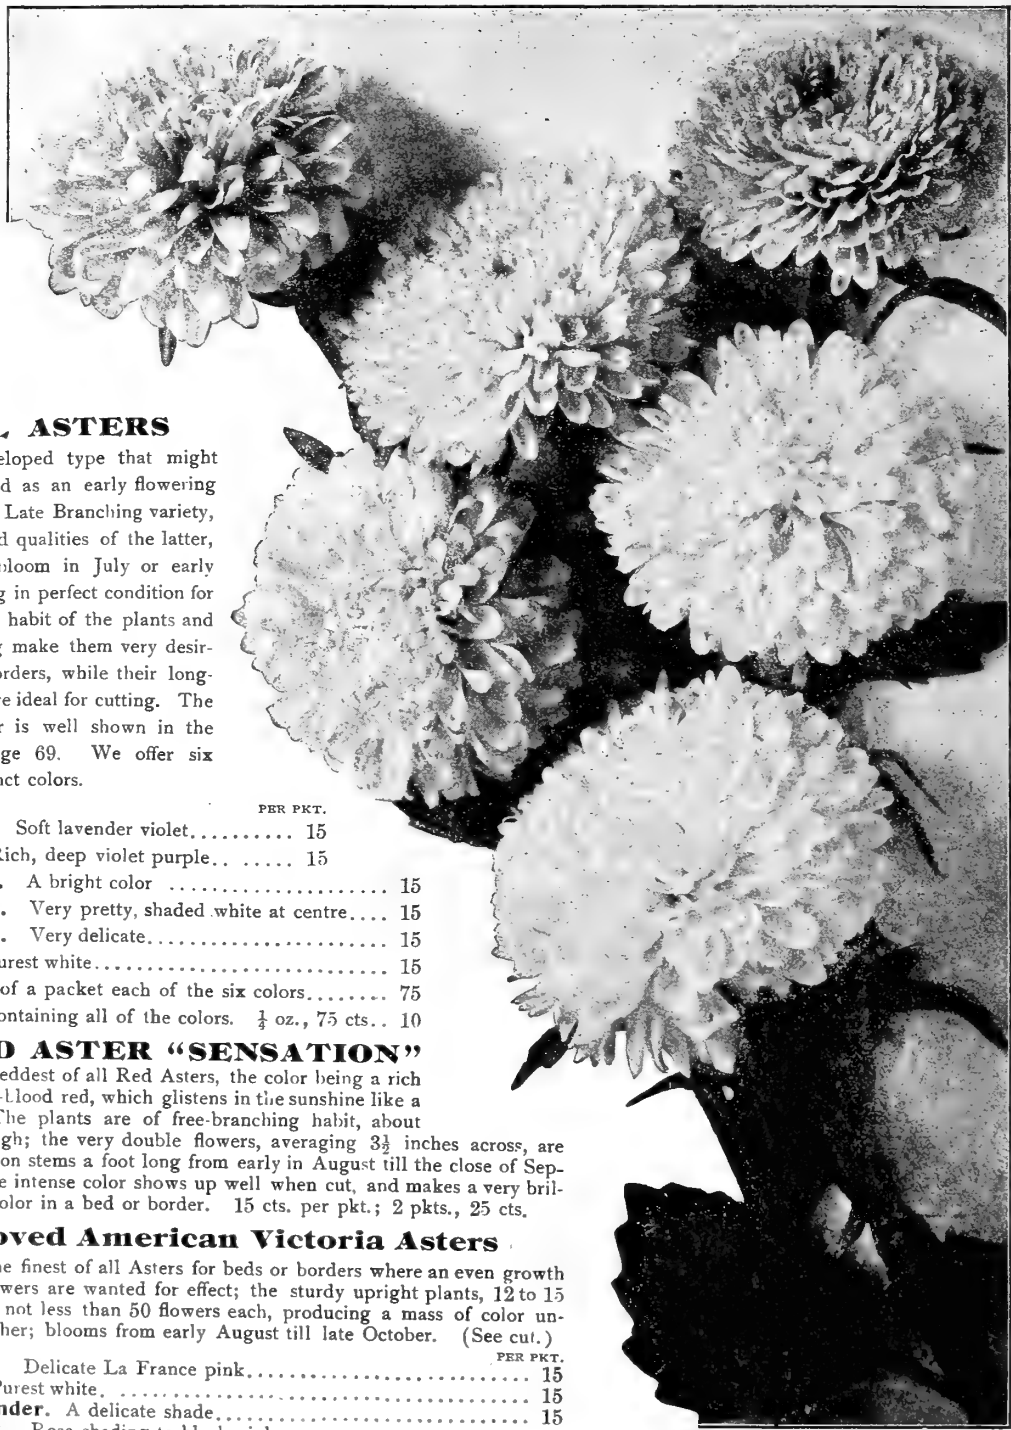 ASTERS
eloped type that might
d as an early flowering
Late Branching variety,
d qualities of the latter,
bloom in July or early
g in perfect condition for
habit of the plants and
g make them very desir-
orders, while their long-
re ideal for cutting. The
r is well shown in the
ge 69. We offer six
nct colors.
PER PKT.
Soft lavender violet.......... 15
Rich, deep violet purple.. ....... 15
. A bright color ..................... 15
. Very pretty, shaded white at centre.... 15
. Very delicate........................ 15
urest white............................. 15
of a packet each of the six colors........ 75
ontaining all of the colors. ¼ oz., 75 cts.. 10
D ASTER “SENSATION”
eddest of all Red Asters, the color being a rich
-blood red, which glistens in the sunshine like a
The plants are of free-branching habit, about
gh; the very double flowers, averaging 3½ inches across, are
on stems a foot long from early in August till the close of Sep-
e intense color shows up well when cut, and makes a very bril-
olor in a bed or border. 15 cts. per pkt.; 2 pkts., 25 cts.
oved American Victoria Asters
he finest of all Asters for beds or borders where an even growth
wers are wanted for effect; the sturdy upright plants, 12 to 15
not less than 50 flowers each, producing a mass of color un-
her; blooms from early August till late October. (See cut.)
PER PKT.
Delicate La France pink............................ 15
Purest white. ........................................ 15
nder. A delicate shade............................... 15